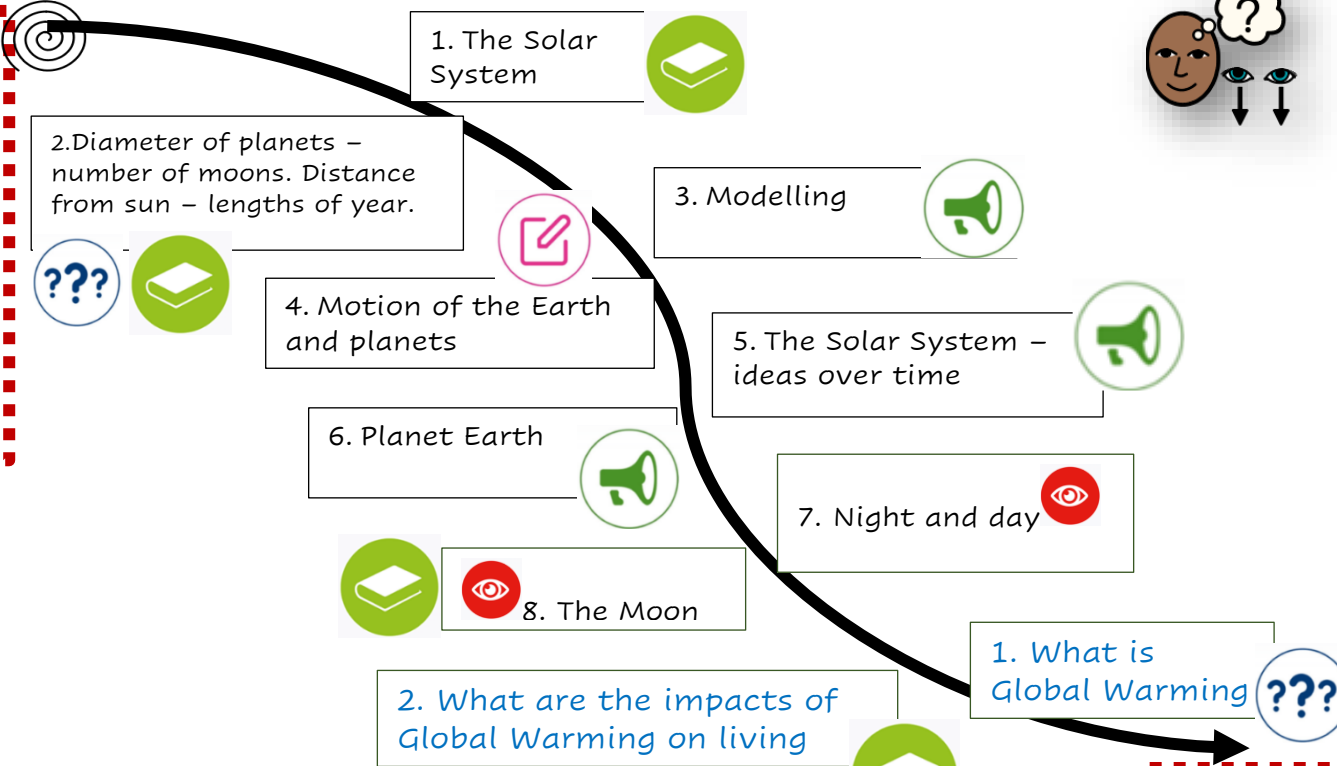 1. The Solar
System
2.Diameter of planets –
number of moons. Distance
from sun – lengths of year.
???
3. Modelling
4. Motion of the Earth
and planets
5. The Solar System –
ideas over time
6. Planet Earth
7. Night and day
8. The Moon
1. What is
Global Warming
???
2. What are the impacts of
Global Warming on living
?